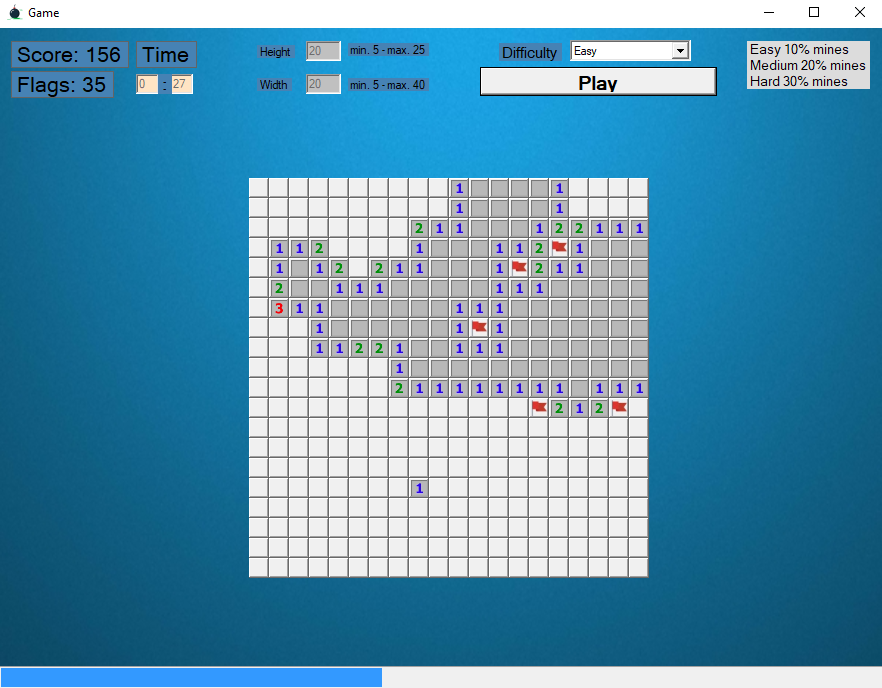 Game
Score: 156
Time
Flags: 35
0 : 27
Height 20 min. 5 - max. 25
Width 20 min. 5 - max. 40
Difficulty Easy
Play
Easy 10% mines
Medium 20% mines
Hard 30% mines
1 1
1 1
2 1 1 1 2 2 1 1 1
1 1 2 1 1 1 2 1
1 1 2 2 1 1 1 2 1 1
2 1 1 1 1 1 1
3 1 1 1 1 1
1 1 1
1 1 2 2 1 1 1 1
1
2 1 1 1 1 1 1 1 1 1 1 1
2 1 2
1